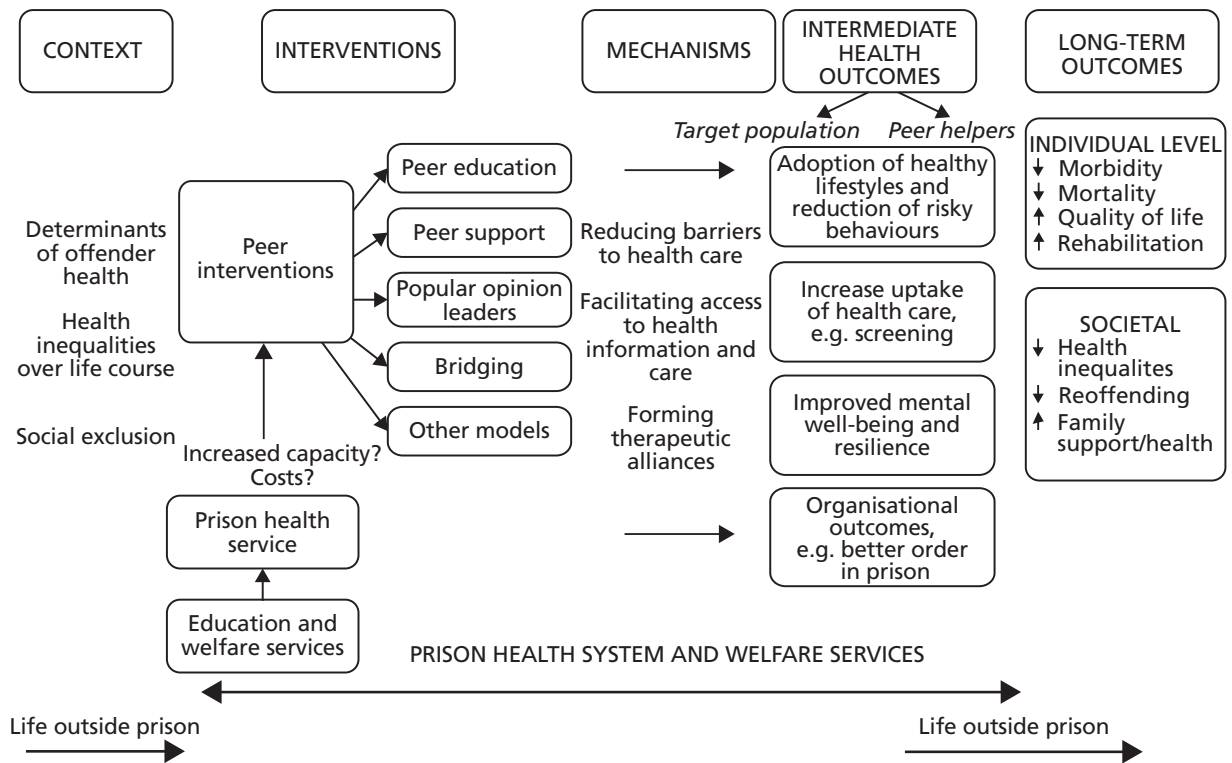 CONTEXT
INTERVENTIONS
MECHANISMS
INTERMEDIATE
HEALTH
OUTCOMES
LONG-TERM
OUTCOMES
Target population
Peer helpers
Determinants
of offender
health
Health
inequalities
over life course
Social exclusion
Peer
interventions
Increased capacity?
Costs?
Prison health
service
Education and
welfare services
Peer education
Peer support
Popular opinion
leaders
Bridging
Other models
Reducing barriers
to health care
Facilitating access
to health
information and
care
Forming
therapeutic
alliances
Adoption of healthy
lifestyles and
reduction of risky
behaviours
Increase uptake
of health care,
e.g. screening
Improved mental
well-being and
resilience
Organisational
outcomes,
e.g. better order
in prison
INDIVIDUAL LEVEL
Morbidity
Mortality
Quality of life
Rehabilitation
SOCIETAL
Health
inequalites
Reoffending
Family
support/health
PRISON HEALTH SYSTEM AND WELFARE SERVICES
Life outside prison
Life outside prison